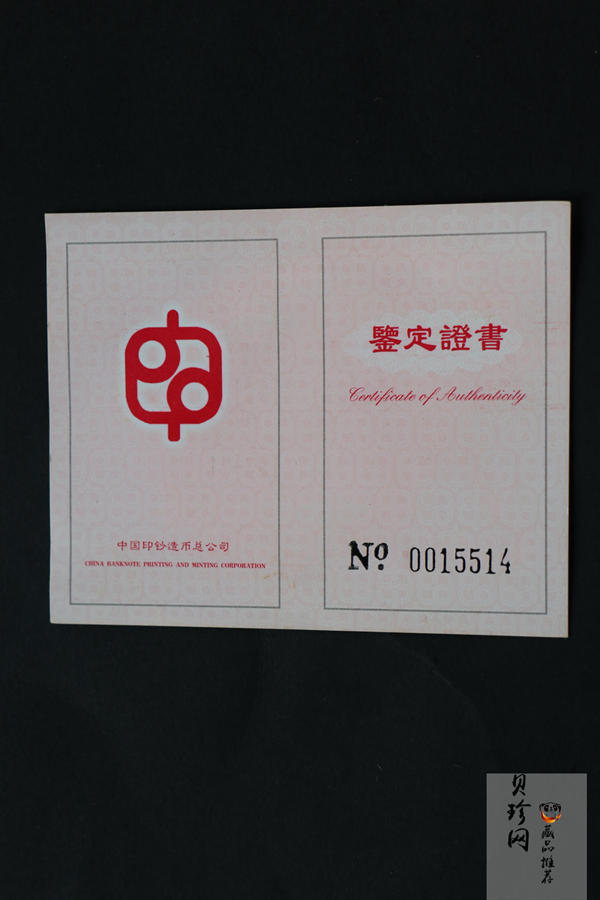 中国印钞造币总公司
CHINA BANKNOTE PRINTING AND MINTING CORPORATION
鑒定證書
Certificate of Authenticity
No 0015514
贝珍网
藏品推荐